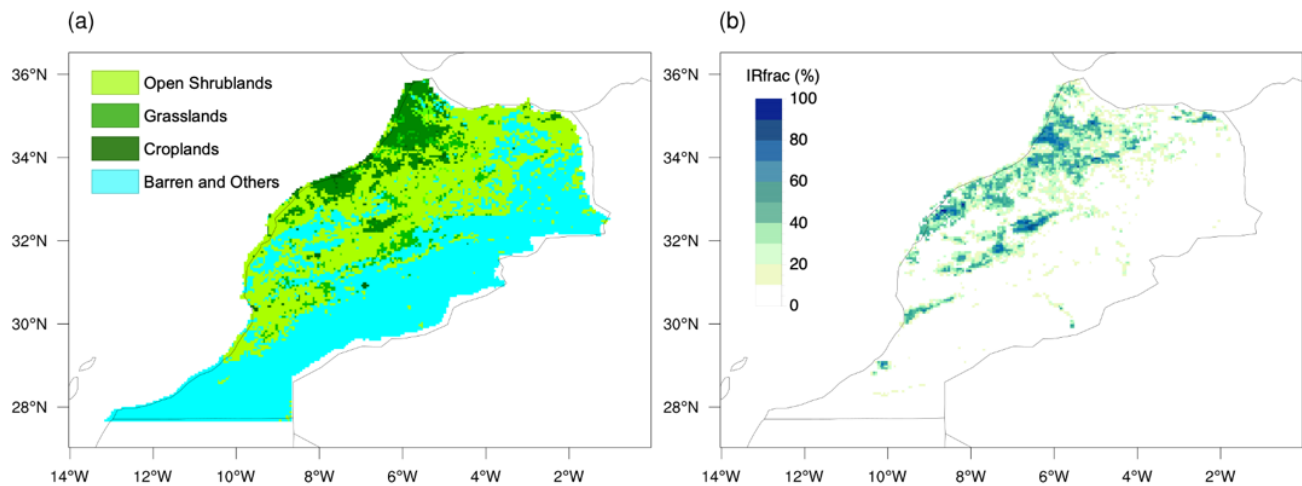 (a)
(b)
36°N
34°N
32°N
30°N
28°N
14°W
12°W
10°W
8°W
6°W
4°W
2°W
Open Shrublands
Grasslands
Croplands
Barren and Others
36°N
34°N
32°N
30°N
28°N
14°W
12°W
10°W
8°W
6°W
4°W
2°W
IRfrac (%)
100
80
60
40
20
0